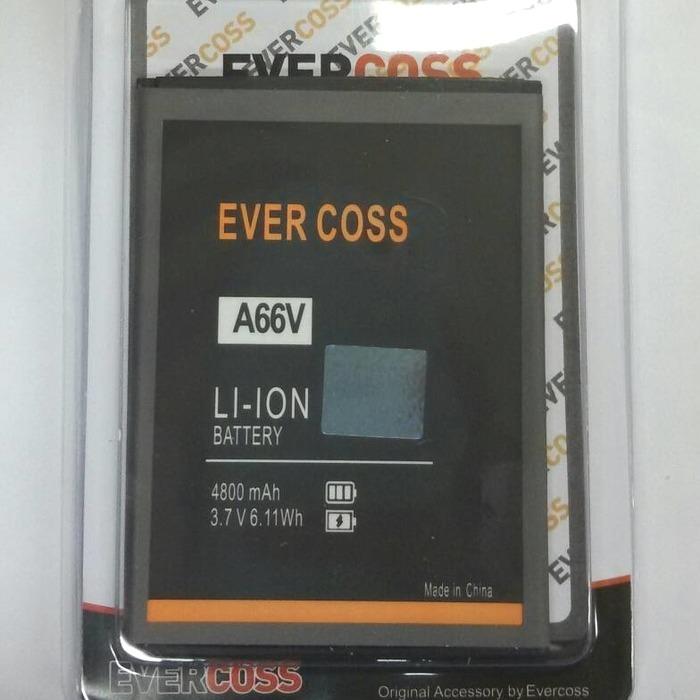 EVERCOSS
EVER COSS
A66V
LI-ION
BATTERY
4800 mAh
3.7 V 6.11Wh
Made in China
EVERCOSS
Original Accessory by Evercoss